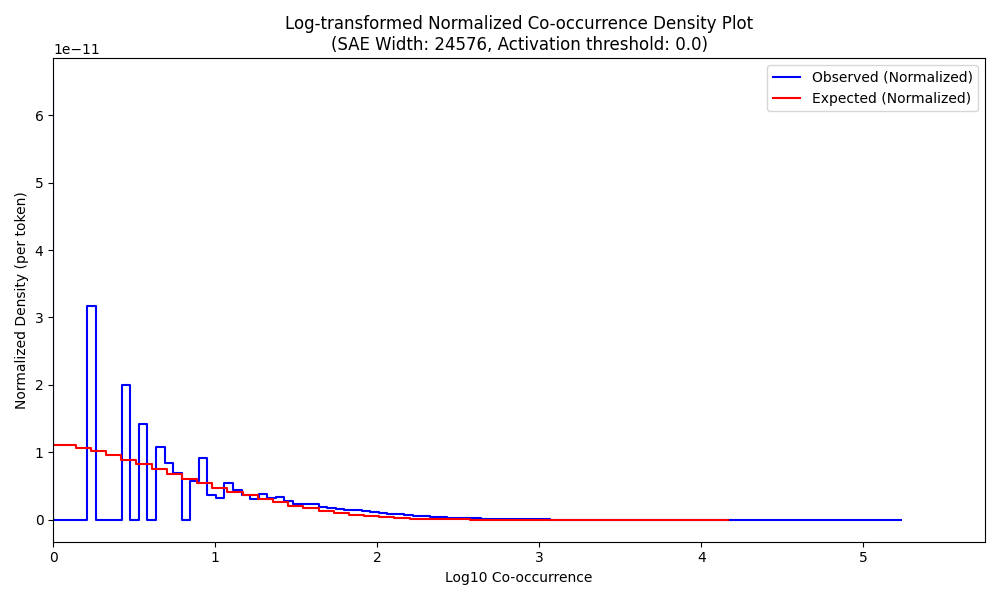 Log-transformed Normalized Co-occurrence Density Plot
(SAE Width: 24576, Activation threshold: 0.0)
1e−11
Observed (Normalized)
Expected (Normalized)
Normalized Density (per token)
6
5
4
3
2
1
0
0 1 2 3 4 5
Log10 Co-occurrence